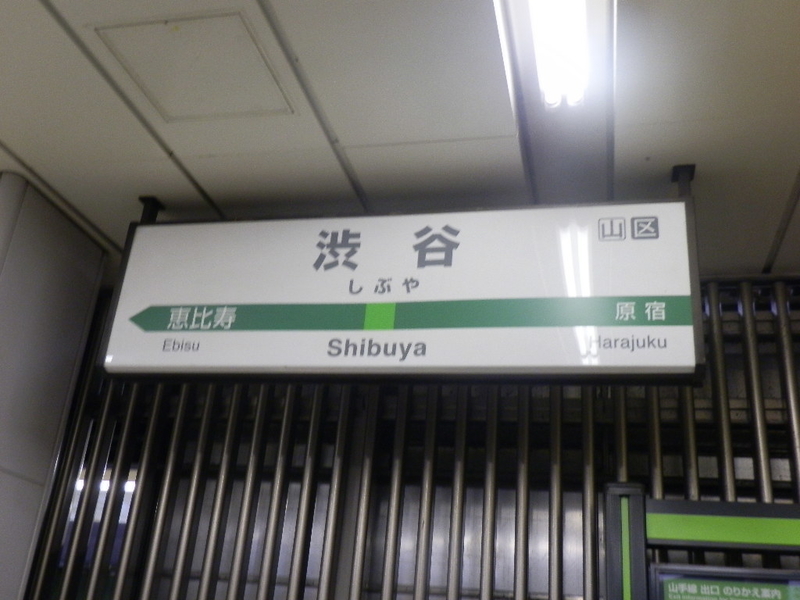 渋谷 山 区
しぶや
恵比寿 原宿
Ebisu Shibuya Harajuku
山手線 出口 のりかえ案内